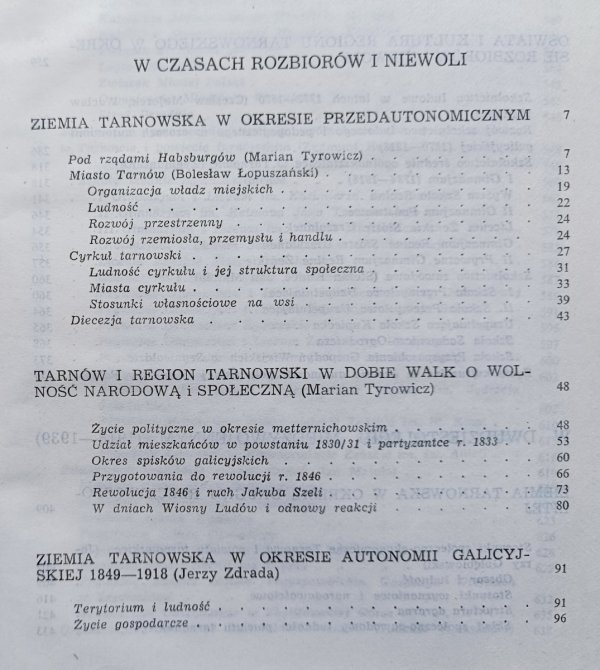 W CZASACH ROZBIORÓW I NIEWOLI
ZIEMIA TARNOWSKA W OKRESIE PRZEDAUTONOMICZNYM 7
Pod rządami Habsburgów (Marian Tyrowicz) . . . . . . . . 7
Miasto Tarnów (Bolesław Łopuszański) . . . . . . . . . 13
Organizacja władz miejskich . . . . . . . . . . . 19
Ludność . . . . . . . . . . . . . . . . 22
Rozwój przestrzenny . . . . . . . . . . . . . 24
Rozwój rzemiosła, przemysłu i handlu . . . . . . . . . 24
Cyrkuł tarnowski . . . . . . . . . . . . . . 27
Ludność cyrkułu i jej struktura społeczna . . . . . . . . 31
Miasta cyrkułu . . . . . . . . . . . . . . 33
Stosunki własnościowe na wsi . . . . . . . . . . 39
Diecezja tarnowska . . . . . . . . . . . . . . 43
TARNÓW I REGION TARNOWSKI W DOBIE WALK O WOL-
NOŚĆ NARODOWĄ i SPOŁECZNĄ (Marian Tyrowicz) 48
Życie polityczne w okresie metternichowskim . . . . . . . 48
Udział mieszkańców w powstaniu 1830/31 i partyzantce r. 1833 . . 53
Okres spisków galicyjskich . . . . . . . . . . . 60
Przygotowania do rewolucji r. 1846 . . . . . . . . . 66
Rewolucja 1846 i ruch Jakuba Szeli . . . . . . . . . 73
W dniach Wiosny Ludów i odnowy reakcji . . . . . . . 80
ZIEMIA TARNOWSKA W OKRESIE AUTONOMII GALICYJ-
SKIEJ 1849—1918 (Jerzy Zdrada) 91
Terytorium i ludność . . . . . . . . . . . . . 91
Życie gospodarcze . . . . . . . . . . . . . . 96